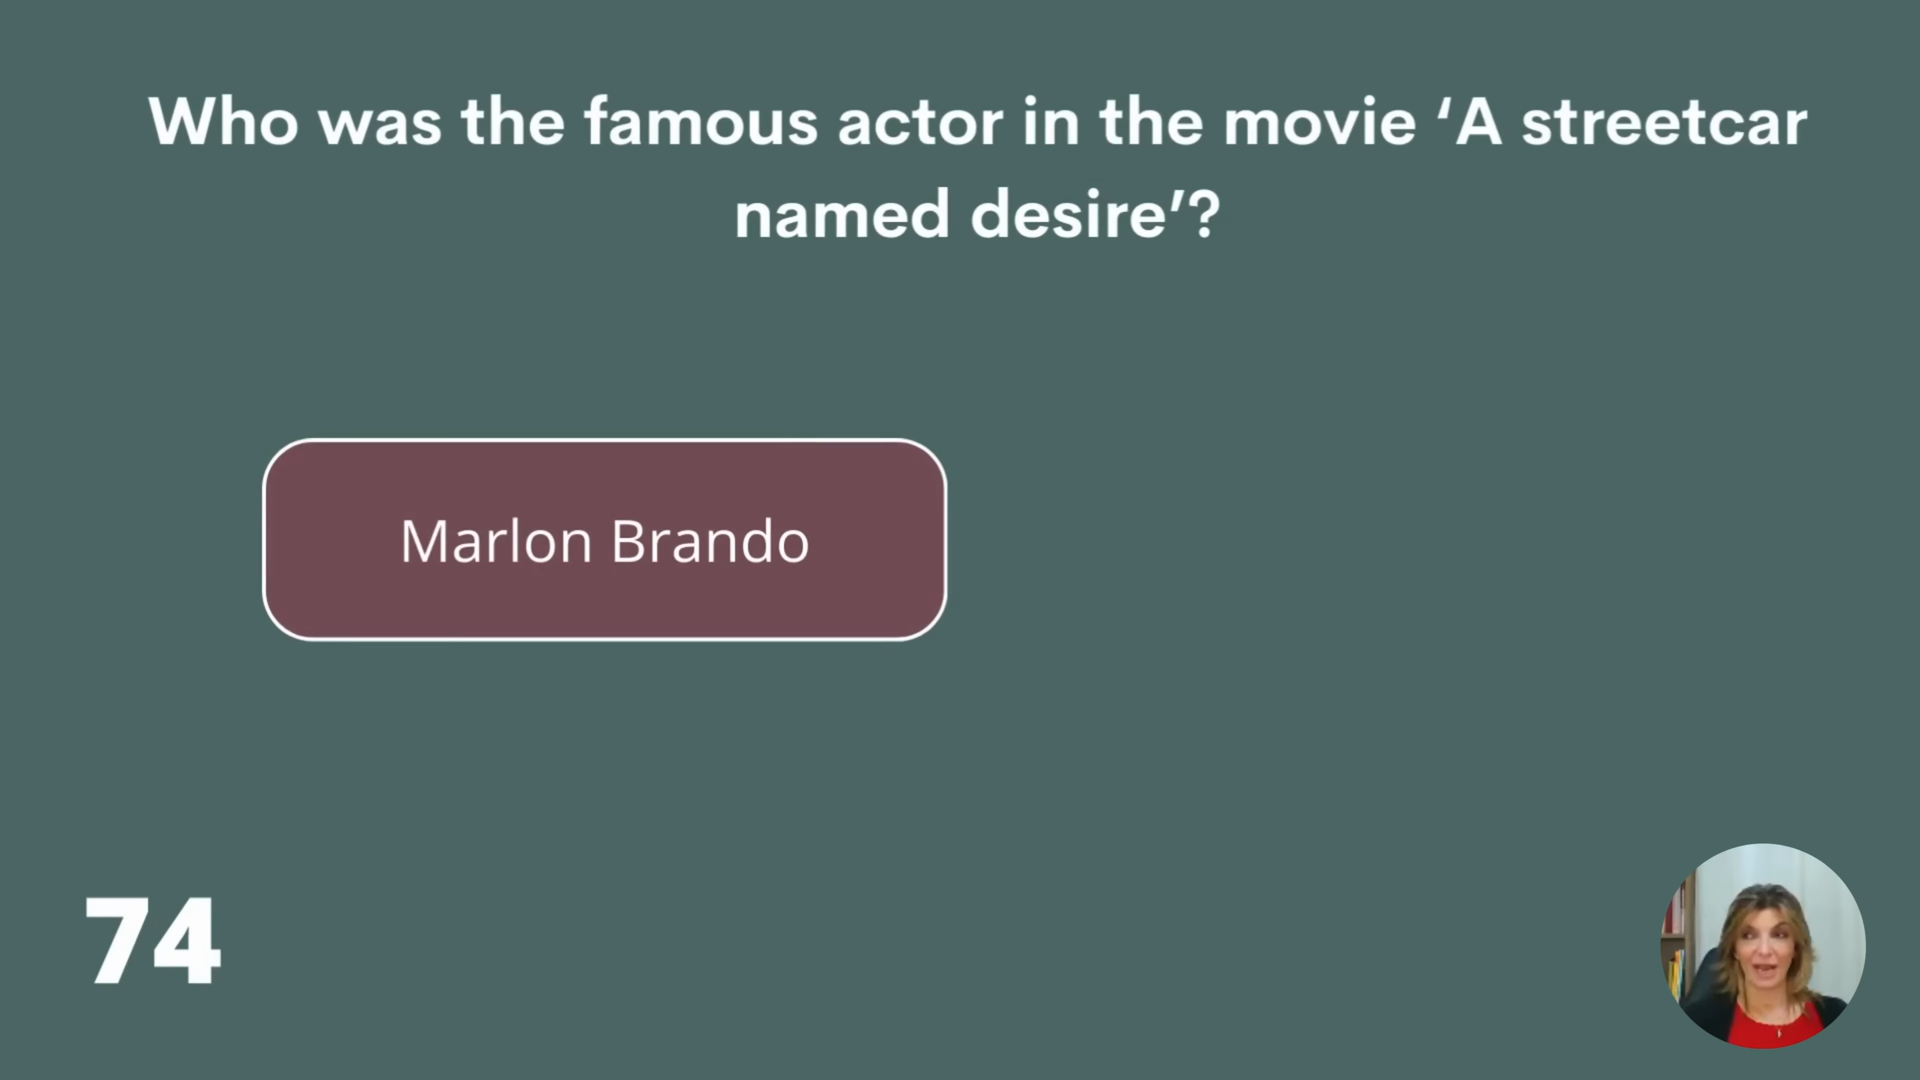 Who was the famous actor in the movie ‘A streetcar
named desire’?
Marlon Brando
74